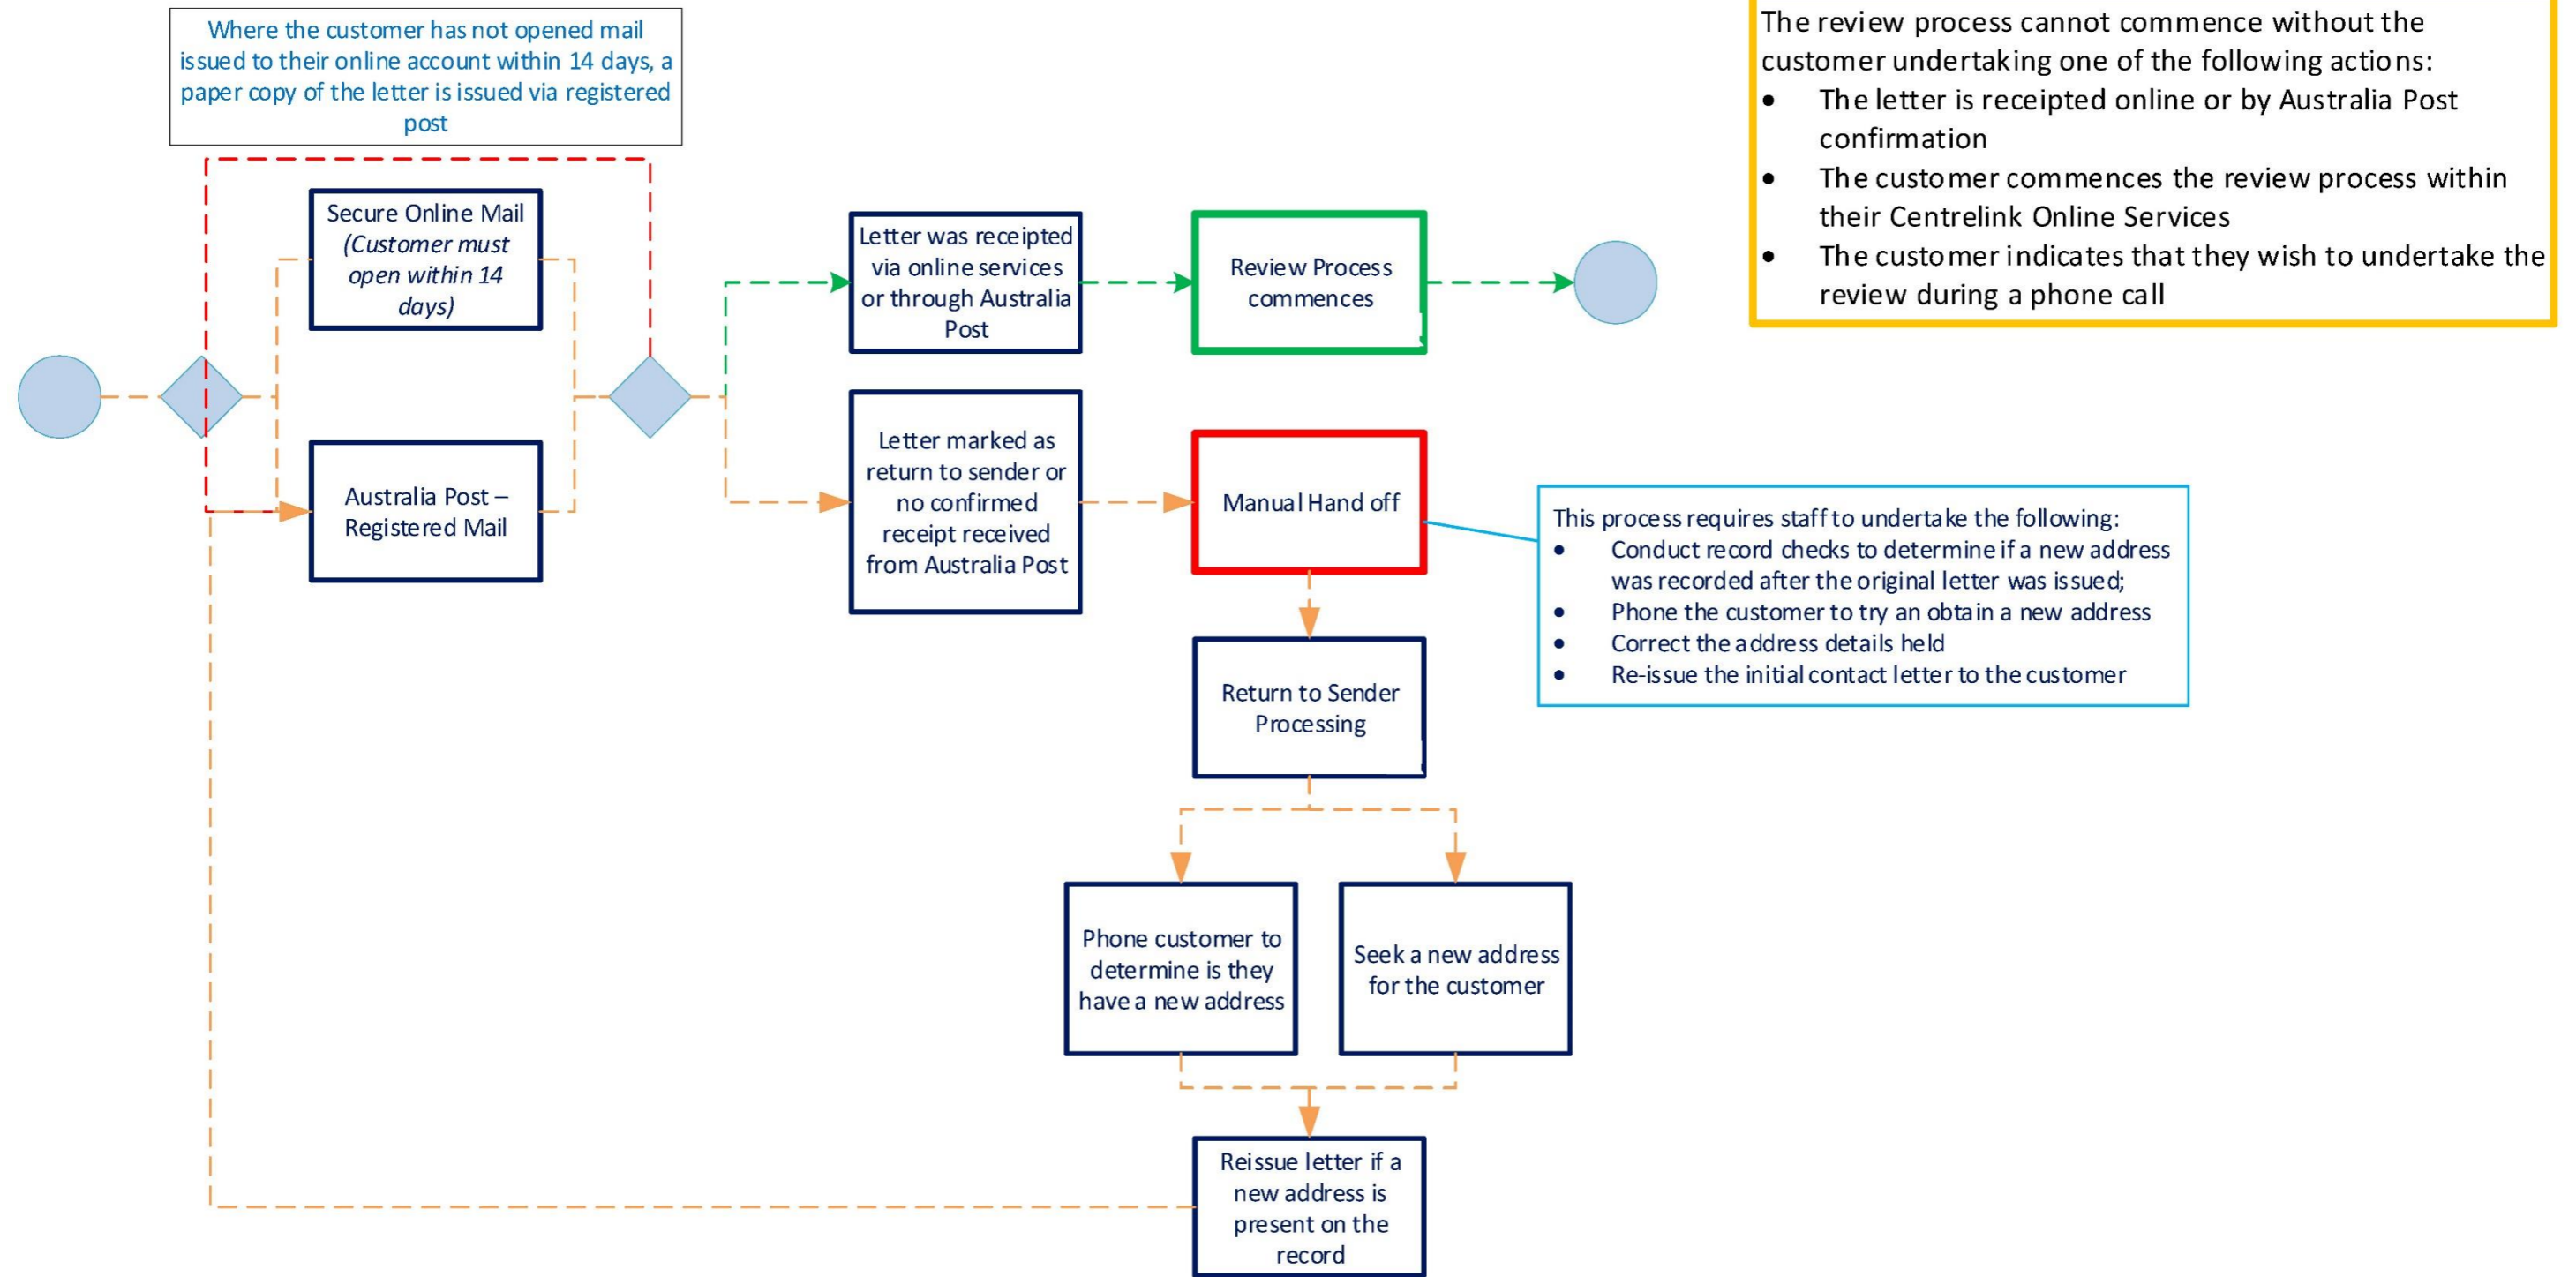 Where the customer has not opened mail
issued to their online account within 14 days, a
paper copy of the letter is issued via registered
post
The review process cannot commence without the
customer undertaking one of the following actions:
• The letter is receipted online or by Australia Post
confirmation
• The customer commences the review process within
their Centrelink Online Services
• The customer indicates that they wish to undertake the
review during a phone call
Secure Online Mail
(Customer must
open within 14
days)
Letter was receipted
via online services
or through Australia
Post
Review Process
commences
Australia Post –
Registered Mail
Letter marked as
return to sender or
no confirmed
receipt received
from Australia Post
Manual Hand off
This process requires staff to undertake the following:
• Conduct record checks to determine if a new address
was recorded after the original letter was issued;
• Phone the customer to try an obtain a new address
• Correct the address details held
• Re-issue the initial contact letter to the customer
Return to Sender
Processing
Phone customer to
determine is they
have a new address
Seek a new address
for the customer
Reissue letter if a
new address is
present on the
record